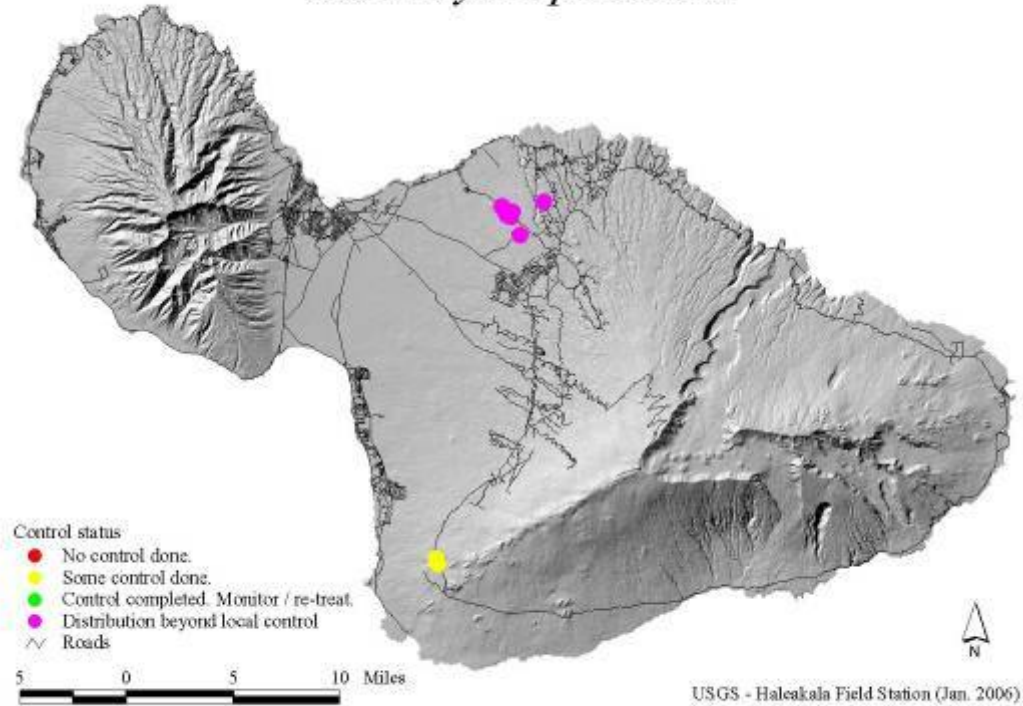 Control status
No control done.
Some control done.
Control completed. Monitor / re-treat.
Distribution beyond local control
Roads
5 0 5 10 Miles
N
USGS - Haleakala Field Station (Jan. 2006)